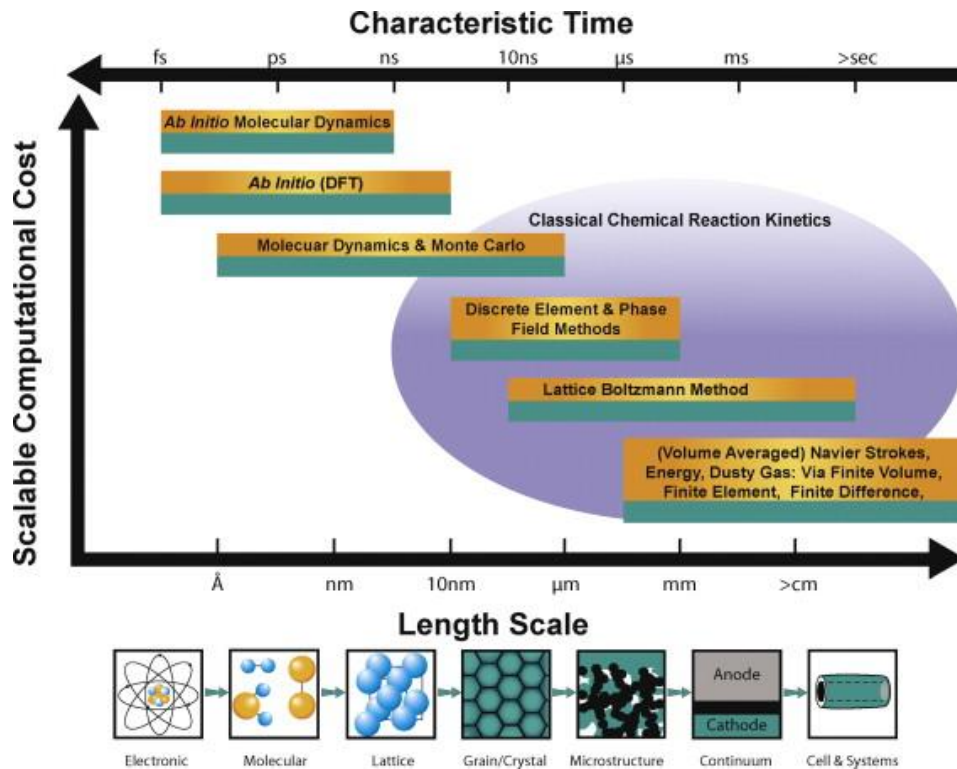 Characteristic Time
fs ps ns 10ns µs ms >sec
Scalable Computational Cost
Ab Initio Molecular Dynamics
Ab Initio (DFT)
Classical Chemical Reaction Kinetics
Molecuar Dynamics & Monte Carlo
Discrete Element & Phase
Field Methods
Lattice Boltzmann Method
(Volume Averaged) Navier Strokes,
Energy, Dusty Gas: Via Finite Volume,
Finite Element, Finite Difference,
Å nm 10nm µm mm >cm
Length Scale
Anode
Cathode
Electronic Molecular Lattice Grain/Crystal Microstructure Continuum Cell & Systems